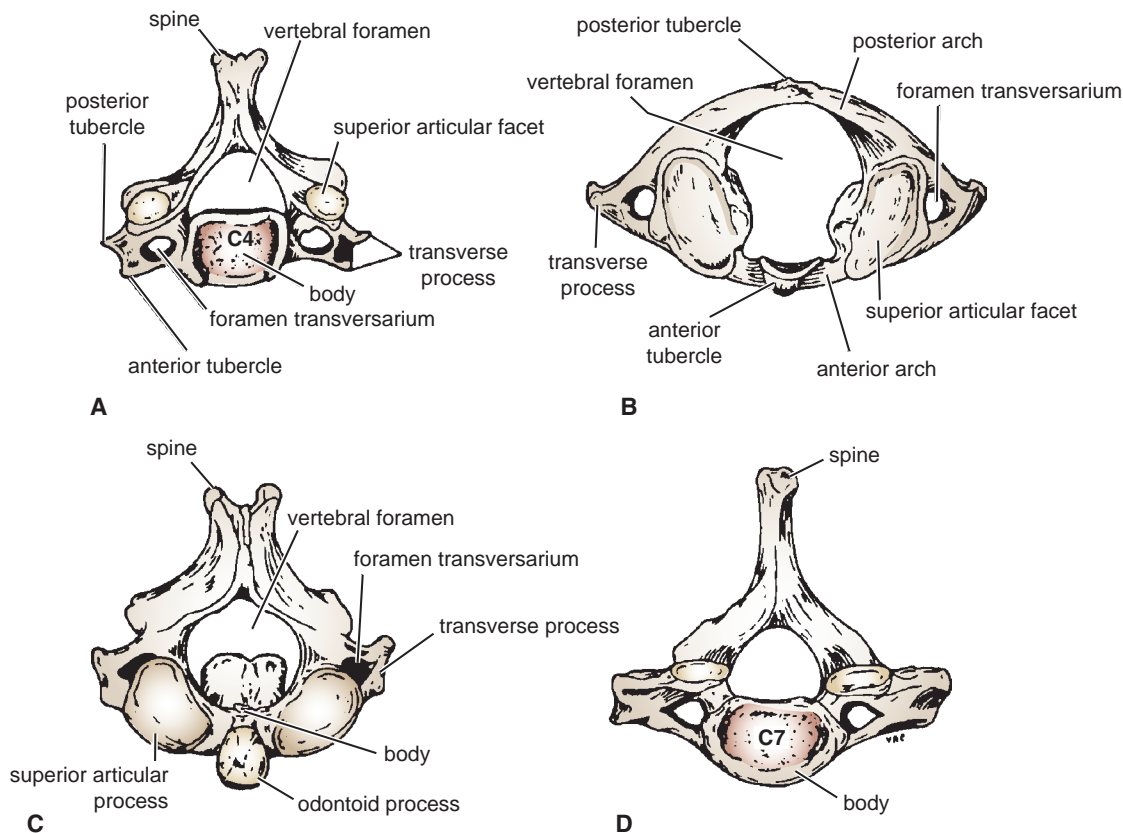 spine
vertebral foramen
posterior
tubercle
superior articular facet
C4
transverse
process
body
foramen transversarium
anterior tubercle
A
posterior tubercle
posterior arch
vertebral foramen
foramen transversarium
transverse
process
anterior
tubercle
superior articular facet
anterior arch
B
spine
vertebral foramen
foramen transversarium
transverse process
body
superior articular
process
odontoid process
C
spine
C7
body
D